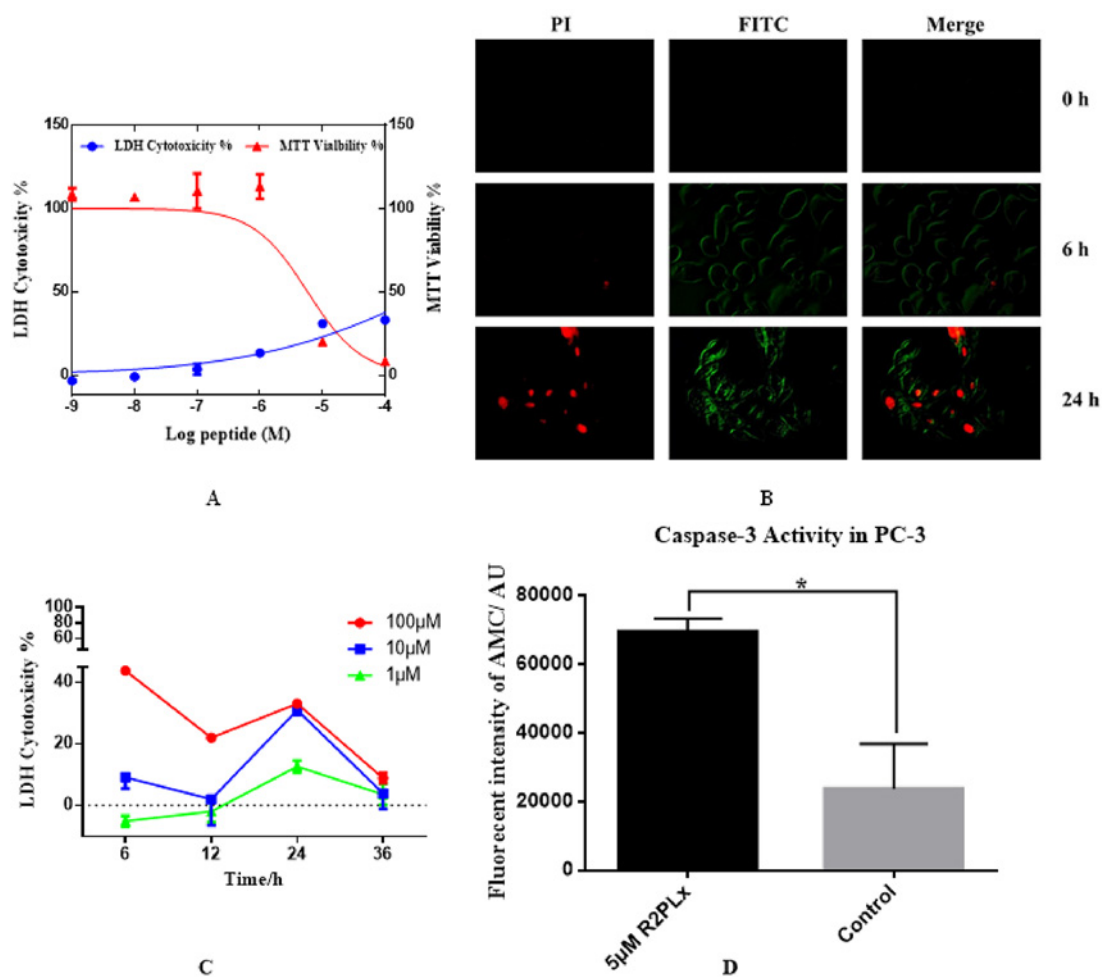 PI FITC Merge
0 h
6 h
24 h
150 150
LDH Cytotoxicity % MTT Vialbility %
100 100
50 50
0 0
LDH Cytotoxicity %
MTT Viability %
-9 -8 -7 -6 -5 -4
Log peptide (M)
A
B
100
80
60
40
20
0
LDH Cytotoxicity %
100µM
10µM
1µM
6 12 24 36
Time/h
C
Caspase-3 Activity in PC-3
*
80000
60000
40000
20000
0
Fluorecent intensity of AMC/ AU
5µM R2PLx
Control
D